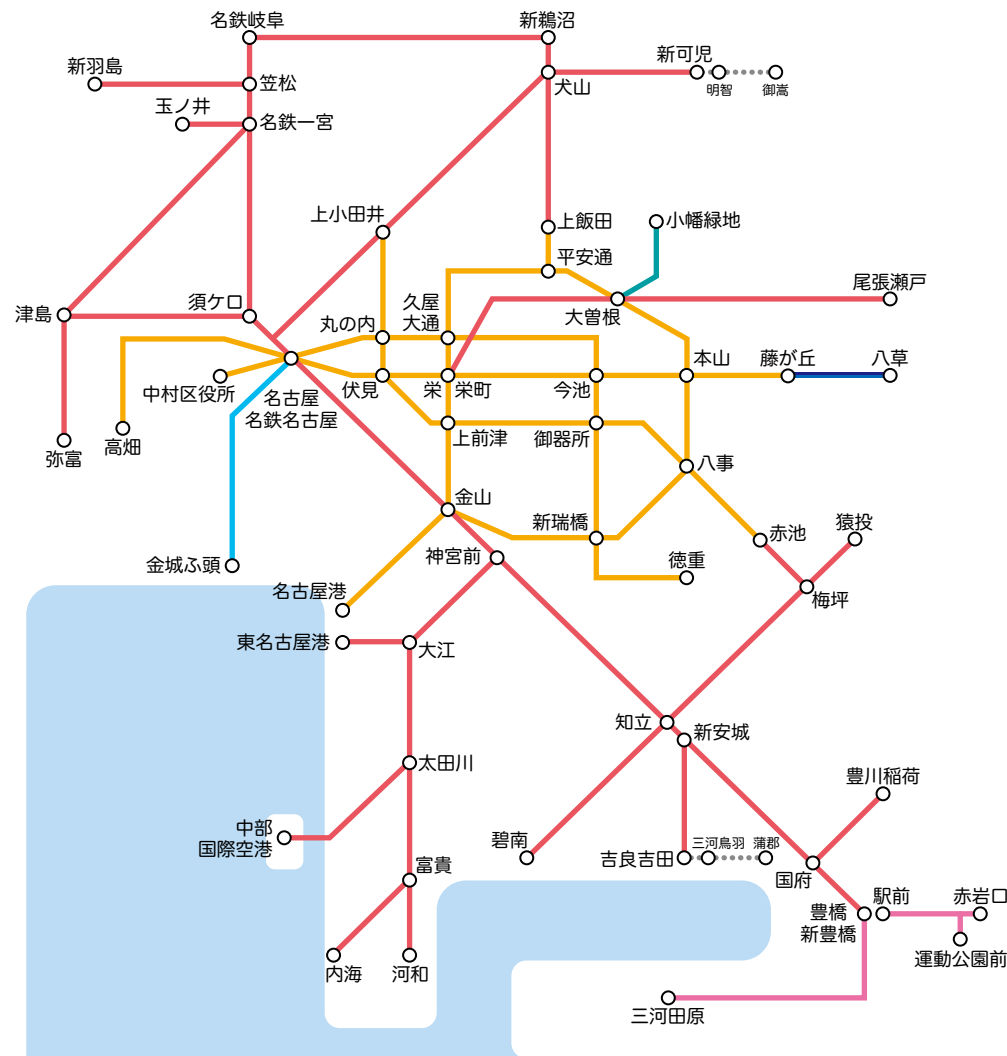 名鉄岐阜
新鵜沼
新羽島
笠松
犬山
新可児
明智
御嵩
玉ノ井
名鉄一宮
上小田井
上飯田
小幡緑地
平安通
尾張瀬戸
津島
須ケ口
丸の内
久屋
大通
大曽根
中村区役所
名古屋
名鉄名古屋
伏見
栄
栄町
今池
本山
藤が丘
八草
弥富
高畑
上前津
御器所
八事
金山
新瑞橋
赤池
猿投
金城ふ頭
神宮前
徳重
梅坪
名古屋港
東名古屋港
大江
知立
新安城
太田川
豊川稲荷
中部
国際空港
碧南
吉良吉田
三河鳥羽
蒲郡
国府
富貴
豊橋
新豊橋
駅前
赤岩口
運動公園前
内海
河和
三河田原